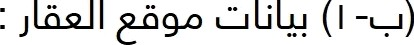 (ب- ١) بيانات موقع العقار :